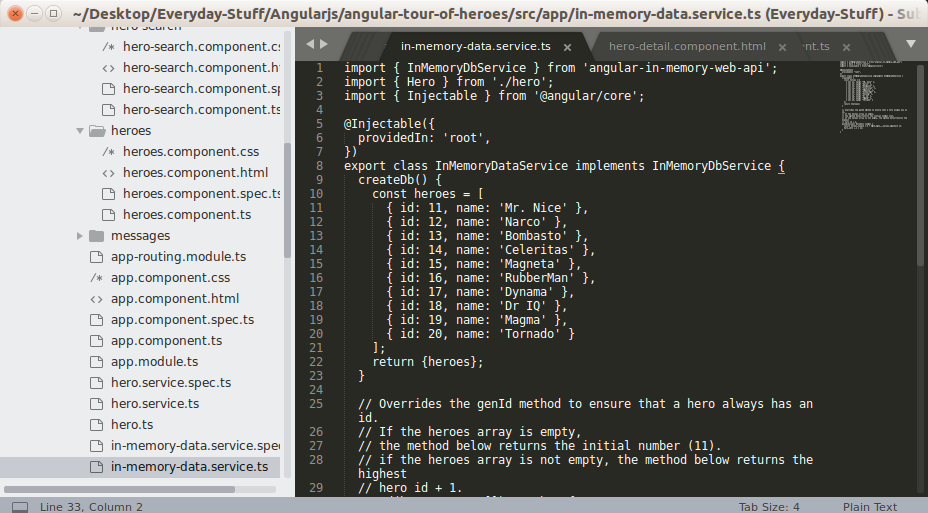 ~/Desktop/Everyday-Stuff/Angularjs/angular-tour-of-heroes/src/app/in-memory-data.service.ts (Everyday-Stuff) - Su
hero-search
/* hero-search.component.c
<> hero-search.component.ht
hero-search.component.s
hero-search.component.ts
heroes
/* heroes.component.css
<> heroes.component.html
heroes.component.spec.ts
heroes.component.ts
messages
app-routing.module.ts
/* app.component.css
<> app.component.html
app.component.spec.ts
app.component.ts
app.module.ts
hero.service.spec.ts
hero.service.ts
hero.ts
in-memory-data.service.spe
in-memory-data.service.ts
in-memory-data.service.ts × hero-detail.component.html × nt.ts ×
1 import { InMemoryDbService } from 'angular-in-memory-web-api';
2 import { Hero } from './hero';
3 import { Injectable } from '@angular/core';
4
5 @Injectable({
6 providedIn: 'root',
7 })
8 export class InMemoryDataService implements InMemoryDbService {
9 createDb() {
10 const heroes = [
11 { id: 11, name: 'Mr. Nice' },
12 { id: 12, name: 'Narco' },
13 { id: 13, name: 'Bombasto' },
14 { id: 14, name: 'Celeritas' },
15 { id: 15, name: 'Magneta' },
16 { id: 16, name: 'RubberMan' },
17 { id: 17, name: 'Dynama' },
18 { id: 18, name: 'Dr IQ' },
19 { id: 19, name: 'Magma' },
20 { id: 20, name: 'Tornado' }
21 ];
22 return {heroes};
23 }
24
25 // Overrides the genId method to ensure that a hero always has an
id.
26 // If the heroes array is empty,
27 // the method below returns the initial number (11).
28 // if the heroes array is not empty, the method below returns the
highest
29 // hero id + 1.
Line 33, Column 2 Tab Size: 4 Plain Text